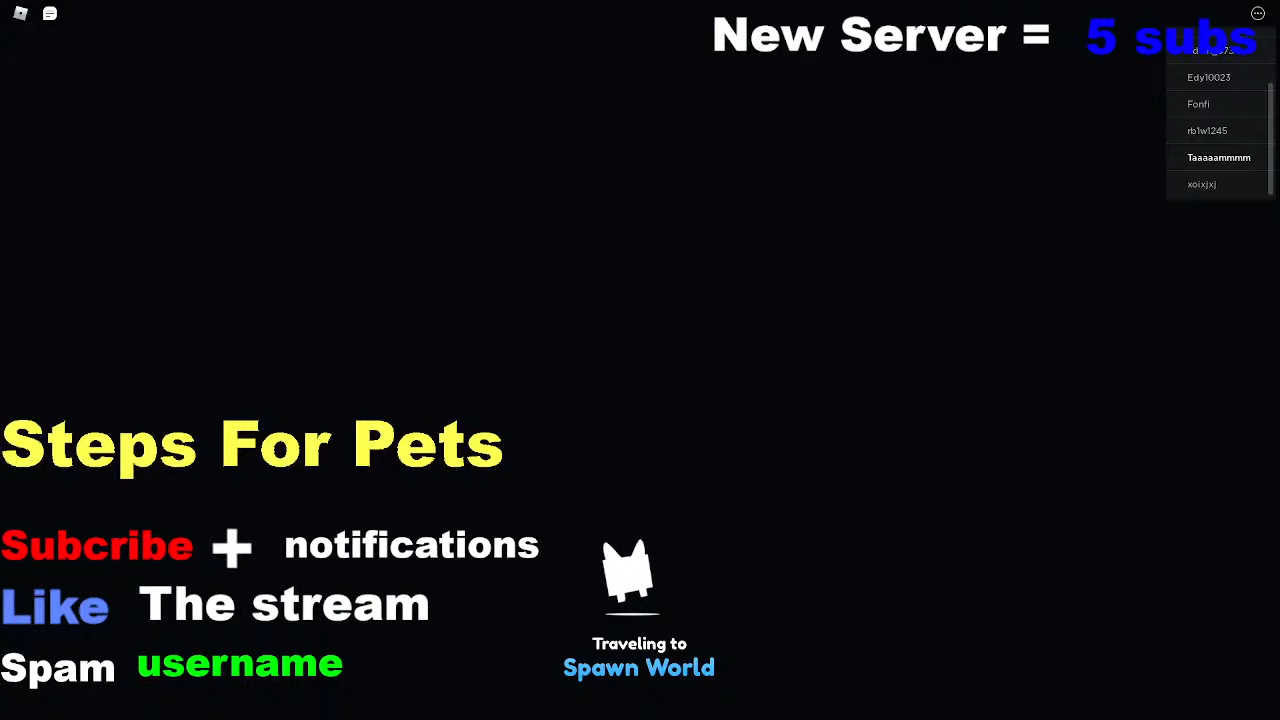 New Server = 5 subs
Edy10023
Fonfi
rb1w1245
Taaaaammmm
xoixjxj
Steps For Pets
Subcribe + notifications
Like The stream
Spam username
Traveling to
Spawn World